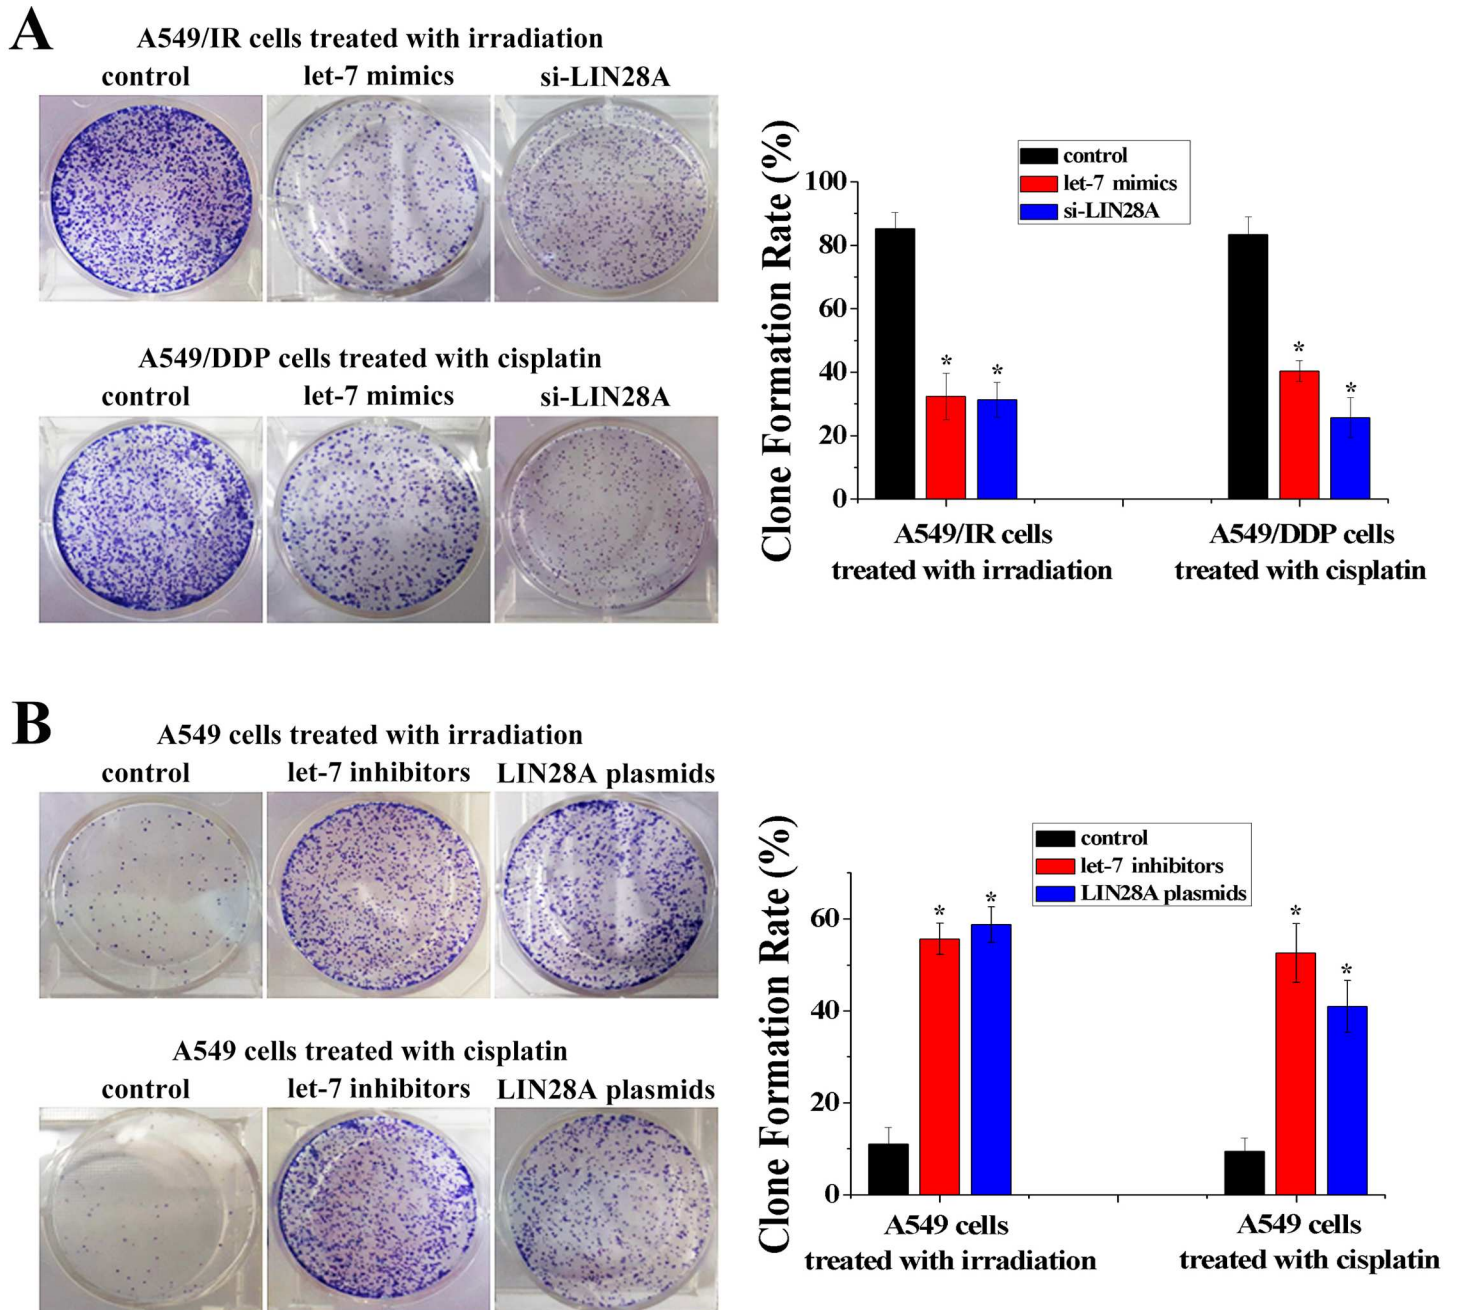 A
A549/IR cells treated with irradiation
control let-7 mimics si-LIN28A
A549/DDP cells treated with cisplatin
control let-7 mimics si-LIN28A
Clone Formation Rate (%)
control
let-7 mimics
si-LIN28A
100
80
60
40
20
0
* *
* *
A549/IR cells
treated with irradiation
A549/DDP cells
treated with cisplatin
B
A549 cells treated with irradiation
control let-7 inhibitors LIN28A plasmids
A549 cells treated with cisplatin
control let-7 inhibitors LIN28A plasmids
Clone Formation Rate (%)
control
let-7 inhibitors
LIN28A plasmids
60
40
20
0
* *
* *
A549 cells
treated with irradiation
A549 cells
treated with cisplatin